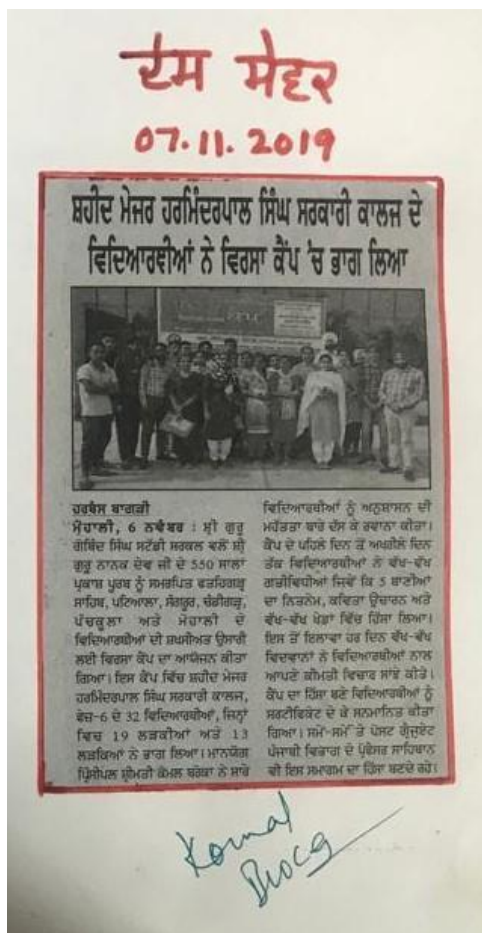 ਦੇਸ ਸੇਵਕ
07.11.2019
ਸ਼ਹੀਦ ਮੇਜਰ ਹਰਮਿੰਦਰਪਾਲ ਸਿੰਘ ਸਰਕਾਰੀ ਕਾਲਜ ਦੇ
ਵਿਦਿਆਰਥੀਆਂ ਨੇ ਵਿਰਸਾ ਕੈਂਪ 'ਚ ਭਾਗ ਲਿਆ
ਹਰਬੰਸ ਬਾਗੜੀ
ਮੋਹਾਲੀ, 6 ਨਵੰਬਰ : ਸ਼੍ਰੀ ਗੁਰੂ
ਗੋਬਿੰਦ ਸਿੰਘ ਸਟੱਡੀ ਸਰਕਲ ਵਲੋਂ ਸ਼੍ਰੀ
ਗੁਰੂ ਨਾਨਕ ਦੇਵ ਜੀ ਦੇ 550 ਸਾਲਾਂ
ਪ੍ਰਕਾਸ਼ ਪੁਰਬ ਨੂੰ ਸਮਰਪਿਤ ਫਤਹਿਗੜ੍ਹ
ਸਾਹਿਬ, ਪਟਿਆਲਾ, ਸੰਗਰੂਰ, ਚੰਡੀਗੜ੍ਹ,
ਪੰਚਕੂਲਾ ਅਤੇ ਮੋਹਾਲੀ ਦੇ
ਵਿਦਿਆਰਥੀਆਂ ਦੀ ਸ਼ਖਸੀਅਤ ਉਸਾਰੀ
ਲਈ ਵਿਰਸਾ ਕੈਂਪ ਦਾ ਆਯੋਜਨ ਕੀਤਾ
ਗਿਆ। ਇਸ ਕੈਂਪ ਵਿੱਚ ਸ਼ਹੀਦ ਮੇਜਰ
ਹਰਮਿੰਦਰਪਾਲ ਸਿੰਘ ਸਰਕਾਰੀ ਕਾਲਜ,
ਫੇਜ਼-6 ਦੇ 32 ਵਿਦਿਆਰਥੀਆਂ, ਜਿਨ੍ਹਾਂ
ਵਿਚ 19 ਲੜਕੀਆਂ ਅਤੇ 13
ਲੜਕਿਆਂ ਨੇ ਭਾਗ ਲਿਆ। ਮਾਨਯੋਗ
ਪ੍ਰਿੰਸੀਪਲ ਸ਼੍ਰੀਮਤੀ ਕੋਮਲ ਬਰੋਕਾ ਨੇ ਸਾਰੇ
ਵਿਦਿਆਰਥੀਆਂ ਨੂੰ ਅਨੁਸ਼ਾਸਨ ਦੀ
ਮਹੱਤਤਾ ਬਾਰੇ ਦੱਸ ਕੇ ਰਵਾਨਾ ਕੀਤਾ।
ਕੈਂਪ ਦੇ ਪਹਿਲੇ ਦਿਨ ਤੋਂ ਅਖਰੀਲੇ ਦਿਨ
ਤੱਕ ਵਿਦਿਆਰਥੀਆਂ ਨੇ ਵੱਖ-ਵੱਖ
ਗਤੀਵਿਧੀਆਂ ਜਿਵੇਂ ਕਿ 5 ਬਾਣੀਆਂ
ਦਾ ਨਿਤਨੇਮ, ਕਵਿਤਾ ਉਚਾਰਨ ਅਤੇ
ਵੱਖ-ਵੱਖ ਖੇਡਾਂ ਵਿੱਚ ਹਿੱਸਾ ਲਿਆ।
ਇਸ ਤੋਂ ਇਲਾਵਾ ਹਰ ਦਿਨ ਵੱਖ-ਵੱਖ
ਵਿਦਵਾਨਾਂ ਨੇ ਵਿਦਿਆਰਥੀਆਂ ਨਾਲ
ਆਪਣੇ ਕੀਮਤੀ ਵਿਚਾਰ ਸਾਂਝੇ ਕੀਤੇ।
ਕੈਂਪ ਦਾ ਹਿੱਸਾ ਬਣੇ ਵਿਦਿਆਰਥੀਆਂ ਨੂੰ
ਸਰਟੀਫਿਕੇਟ ਦੇ ਕੇ ਸਨਮਾਨਿਤ ਕੀਤਾ
ਗਿਆ। ਸਮੇਂ-ਸਮੇਂ ਤੇ ਪੋਸਟ ਗ੍ਰੈਜੂਏਟ
ਪੰਜਾਬੀ ਵਿਭਾਗ ਦੇ ਪ੍ਰੋਫੈਸਰ ਸਾਹਿਬਾਨ
ਵੀ ਇਸ ਸਮਾਗਮ ਦਾ ਹਿੱਸਾ ਬਣਦੇ ਰਹੇ।
Komal
Broca